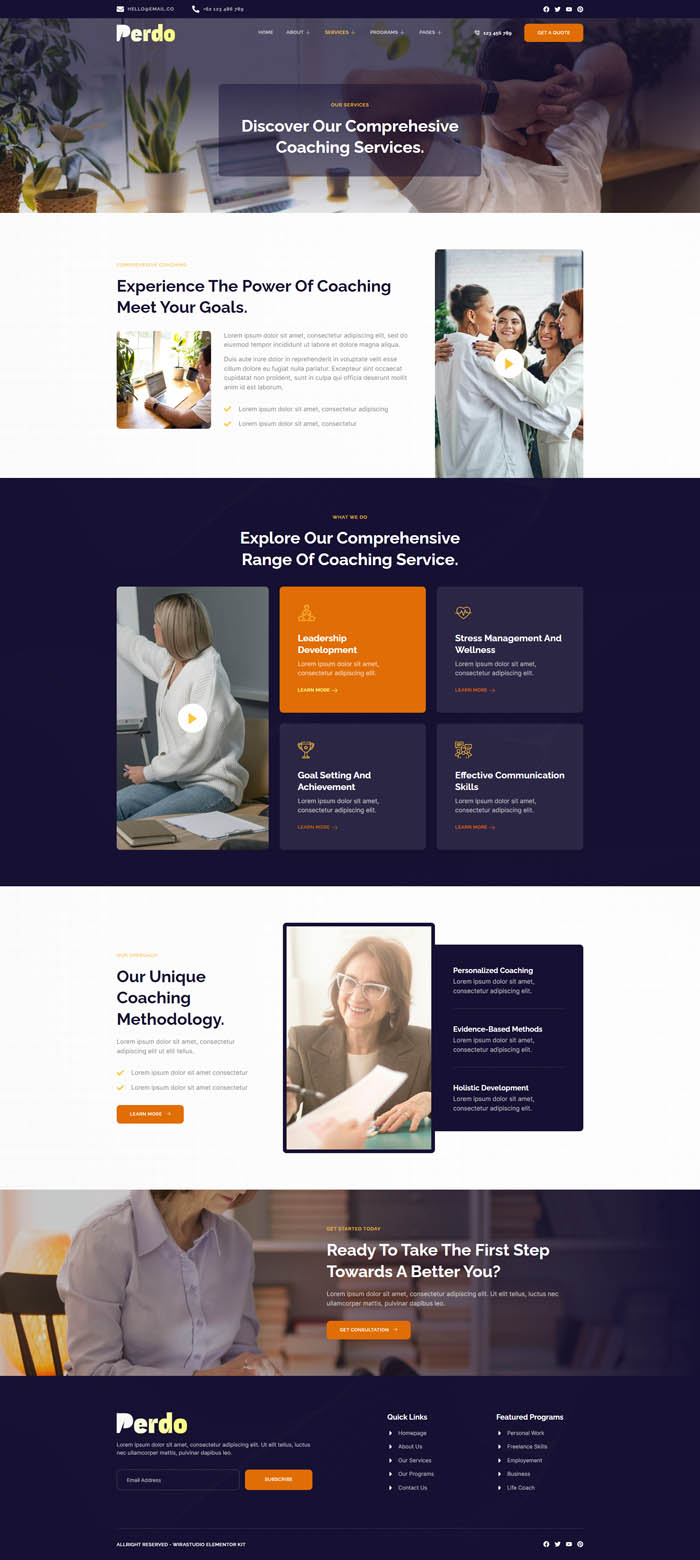 HELLO@EMAIL.CO
+62 123 486 789
Perdo
HOME
ABOUT
SERVICES
PROGRAMS
PAGES
123 456 789
GET A QUOTE
OUR SERVICES
Discover Our Comprehesive
Coaching Services.
COMPREHENSIVE COACHING
Experience The Power Of Coaching
Meet Your Goals.
Lorem ipsum dolor sit amet, consectetur adipiscing elit, sed do
eiusmod tempor incididunt ut labore et dolore magna aliqua.
Duis aute irure dolor in reprehenderit in voluptate velit esse
cillum dolore eu fugiat nulla pariatur. Excepteur sint occaecat
cupidatat non proident, sunt in culpa qui officia deserunt mollit
anim id est laborum.
Lorem ipsum dolor sit amet, consectetur adipiscing
Lorem ipsum dolor sit amet, consectetur
WHAT WE DO
Explore Our Comprehensive
Range Of Coaching Service.
Leadership
Development
Lorem ipsum dolor sit amet,
consectetur adipiscing elit.
LEARN MORE
Stress Management And
Wellness
Lorem ipsum dolor sit amet,
consectetur adipiscing elit.
LEARN MORE
Goal Setting And
Achievement
Lorem ipsum dolor sit amet,
consectetur adipiscing elit.
LEARN MORE
Effective Communication
Skills
Lorem ipsum dolor sit amet,
consectetur adipiscing elit.
LEARN MORE
Our Unique
Coaching
Methodology.
Lorem ipsum dolor sit amet, consectetur
adipiscing elit ut elit tellus.
Lorem ipsum dolor sit amet consectetur
Lorem ipsum dolor sit amet consectetur
LEARN MORE
Personalized Coaching
Lorem ipsum dolor sit amet,
consectetur adipiscing elit.
Evidence-Based Methods
Lorem ipsum dolor sit amet,
consectetur adipiscing elit.
Holistic Development
Lorem ipsum dolor sit amet,
consectetur adipiscing elit.
GET STARTED TODAY
Ready To Take The First Step
Towards A Better You?
Lorem ipsum dolor sit amet, consectetur adipiscing elit. Ut elit tellus, luctus nec
ullamcorper mattis, pulvinar dapibus leo.
GET CONSULTATION
Perdo
Lorem ipsum dolor sit amet, consectetur adipiscing elit. Ut elit tellus, luctus
nec ullamcorper mattis, pulvinar dapibus leo.
Email Address
SUBSCRIBE
Quick Links
Homepage
About Us
Our Services
Our Programs
Contact Us
Featured Programs
Personal Work
Freelance Skills
Employement
Business
Life Coach
ALLRIGHT RESERVED - WIRASTUDIO ELEMENTOR KIT